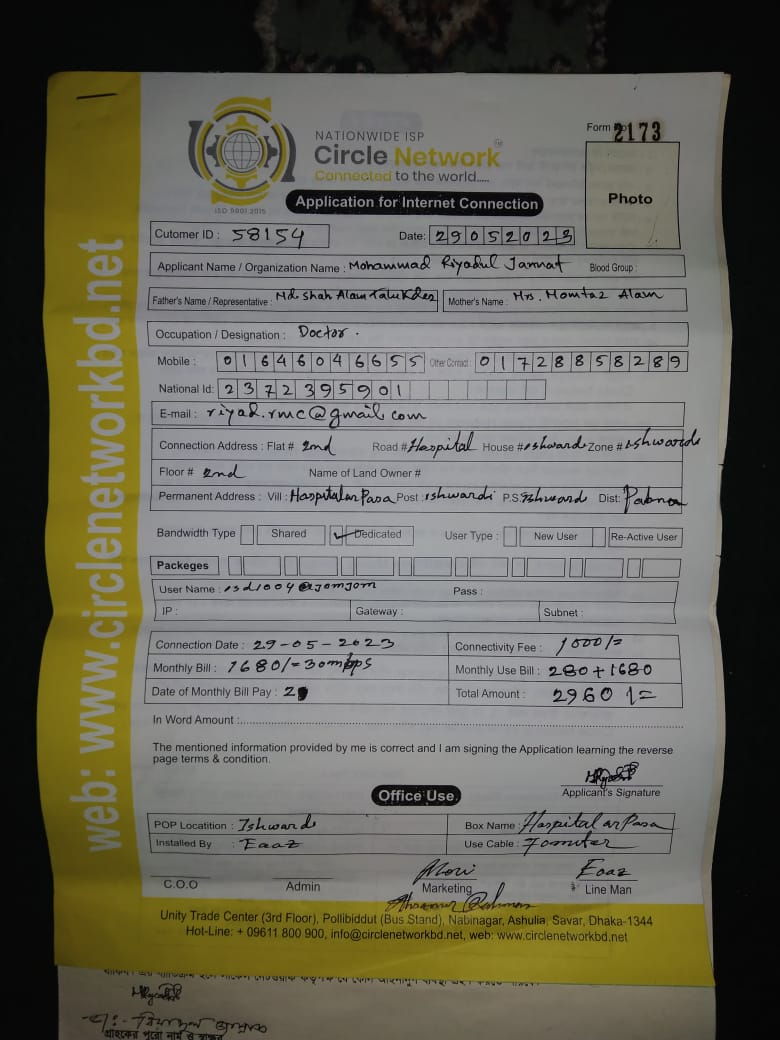 Form No 2173
NATIONWIDE ISP
Circle Network
Connected to the world.....
ISO 9001:2015
Photo
Application for Internet Connection
Cutomer ID : 58154 Date: 29052023
Applicant Name / Organization Name : Mohammad Riyadul Jannat Blood Group :
Father's Name / Representative : Md. Shah Alam Talukder Mother's Name : Mrs. Momtaz Alam
Occupation / Designation : Doctor.
Mobile : 01646046655 Other Contact : 01728858289
National Id: 2372395901
E-mail : riyad.rmc@gmail.com
Connection Address : Flat # 2nd Road # Hospital House # ishwardi Zone # ishwardi
Floor # 2nd Name of Land Owner #
Permanent Address : Vill : Hospitalar Pasa Post : ishwardi P.S: Ishwardi Dist: Pabna
Bandwidth Type Shared ✓ Dedicated User Type : New User Re-Active User
Packeges
User Name : isd1004@jomjom Pass :
IP : Gateway : Subnet :
Connection Date : 29-05-2023 Connectivity Fee : 1000/=
Monthly Bill : 1680/= 30mbps Monthly Use Bill : 280+1680
Date of Monthly Bill Pay : Total Amount : 2960/=
In Word Amount :
The mentioned information provided by me is correct and I am signing the Application learning the reverse
page terms & condition.
Applicant's Signature
Office Use
POP Locatition : Ishwardi Box Name : Hospitalar Pasa
Installed By : Eaaz Use Cable : 70miter
Eaaz
C.O.O Admin Marketing Line Man
Unity Trade Center (3rd Floor), Pollibiddut (Bus Stand), Nabinagar, Ashulia, Savar, Dhaka-1344
Hot-Line: + 09611 800 900, info@circlenetworkbd.net, web: www.circlenetworkbd.net
web: www.circlenetworkbd.net
গ্রাহকের পুরো নাম ও স্বাক্ষর